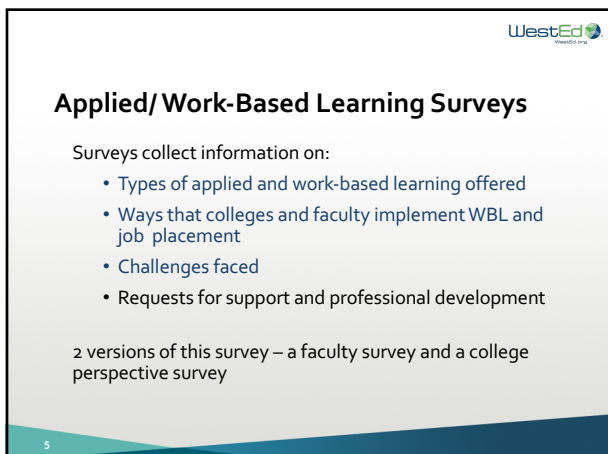 WestEd
WestEd.org
Applied/ Work-Based Learning Surveys
Surveys collect information on:
• Types of applied and work-based learning offered
• Ways that colleges and faculty implement WBL and
job placement
• Challenges faced
• Requests for support and professional development
2 versions of this survey – a faculty survey and a college
perspective survey
5